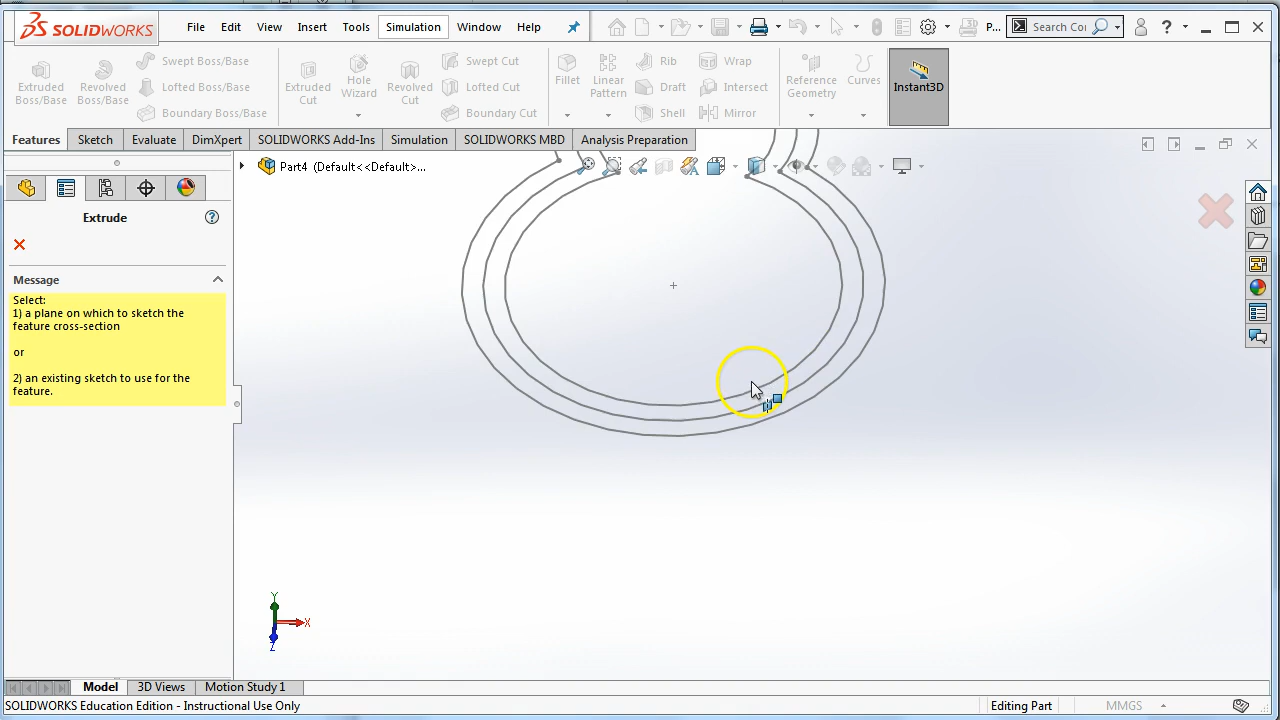 SOLIDWORKS
File Edit View Insert Tools Simulation Window Help
P...
Search Co
?
Extruded Boss/Base
Revolved Boss/Base
Swept Boss/Base
Lofted Boss/Base
Boundary Boss/Base
Extruded Cut
Hole Wizard
Revolved Cut
Swept Cut
Lofted Cut
Boundary Cut
Fillet
Linear Pattern
Rib
Draft
Shell
Wrap
Intersect
Mirror
Reference Geometry
Curves
Instant3D
Features Sketch Evaluate DimXpert SOLIDWORKS Add-Ins Simulation SOLIDWORKS MBD Analysis Preparation
Part4 (Default<<Default>...
Extrude
?
Message
Select:
1) a plane on which to sketch the
feature cross-section
or
2) an existing sketch to use for the
feature.
Y
X
Z
Model 3D Views Motion Study 1
SOLIDWORKS Education Edition - Instructional Use Only
Editing Part
MMGS